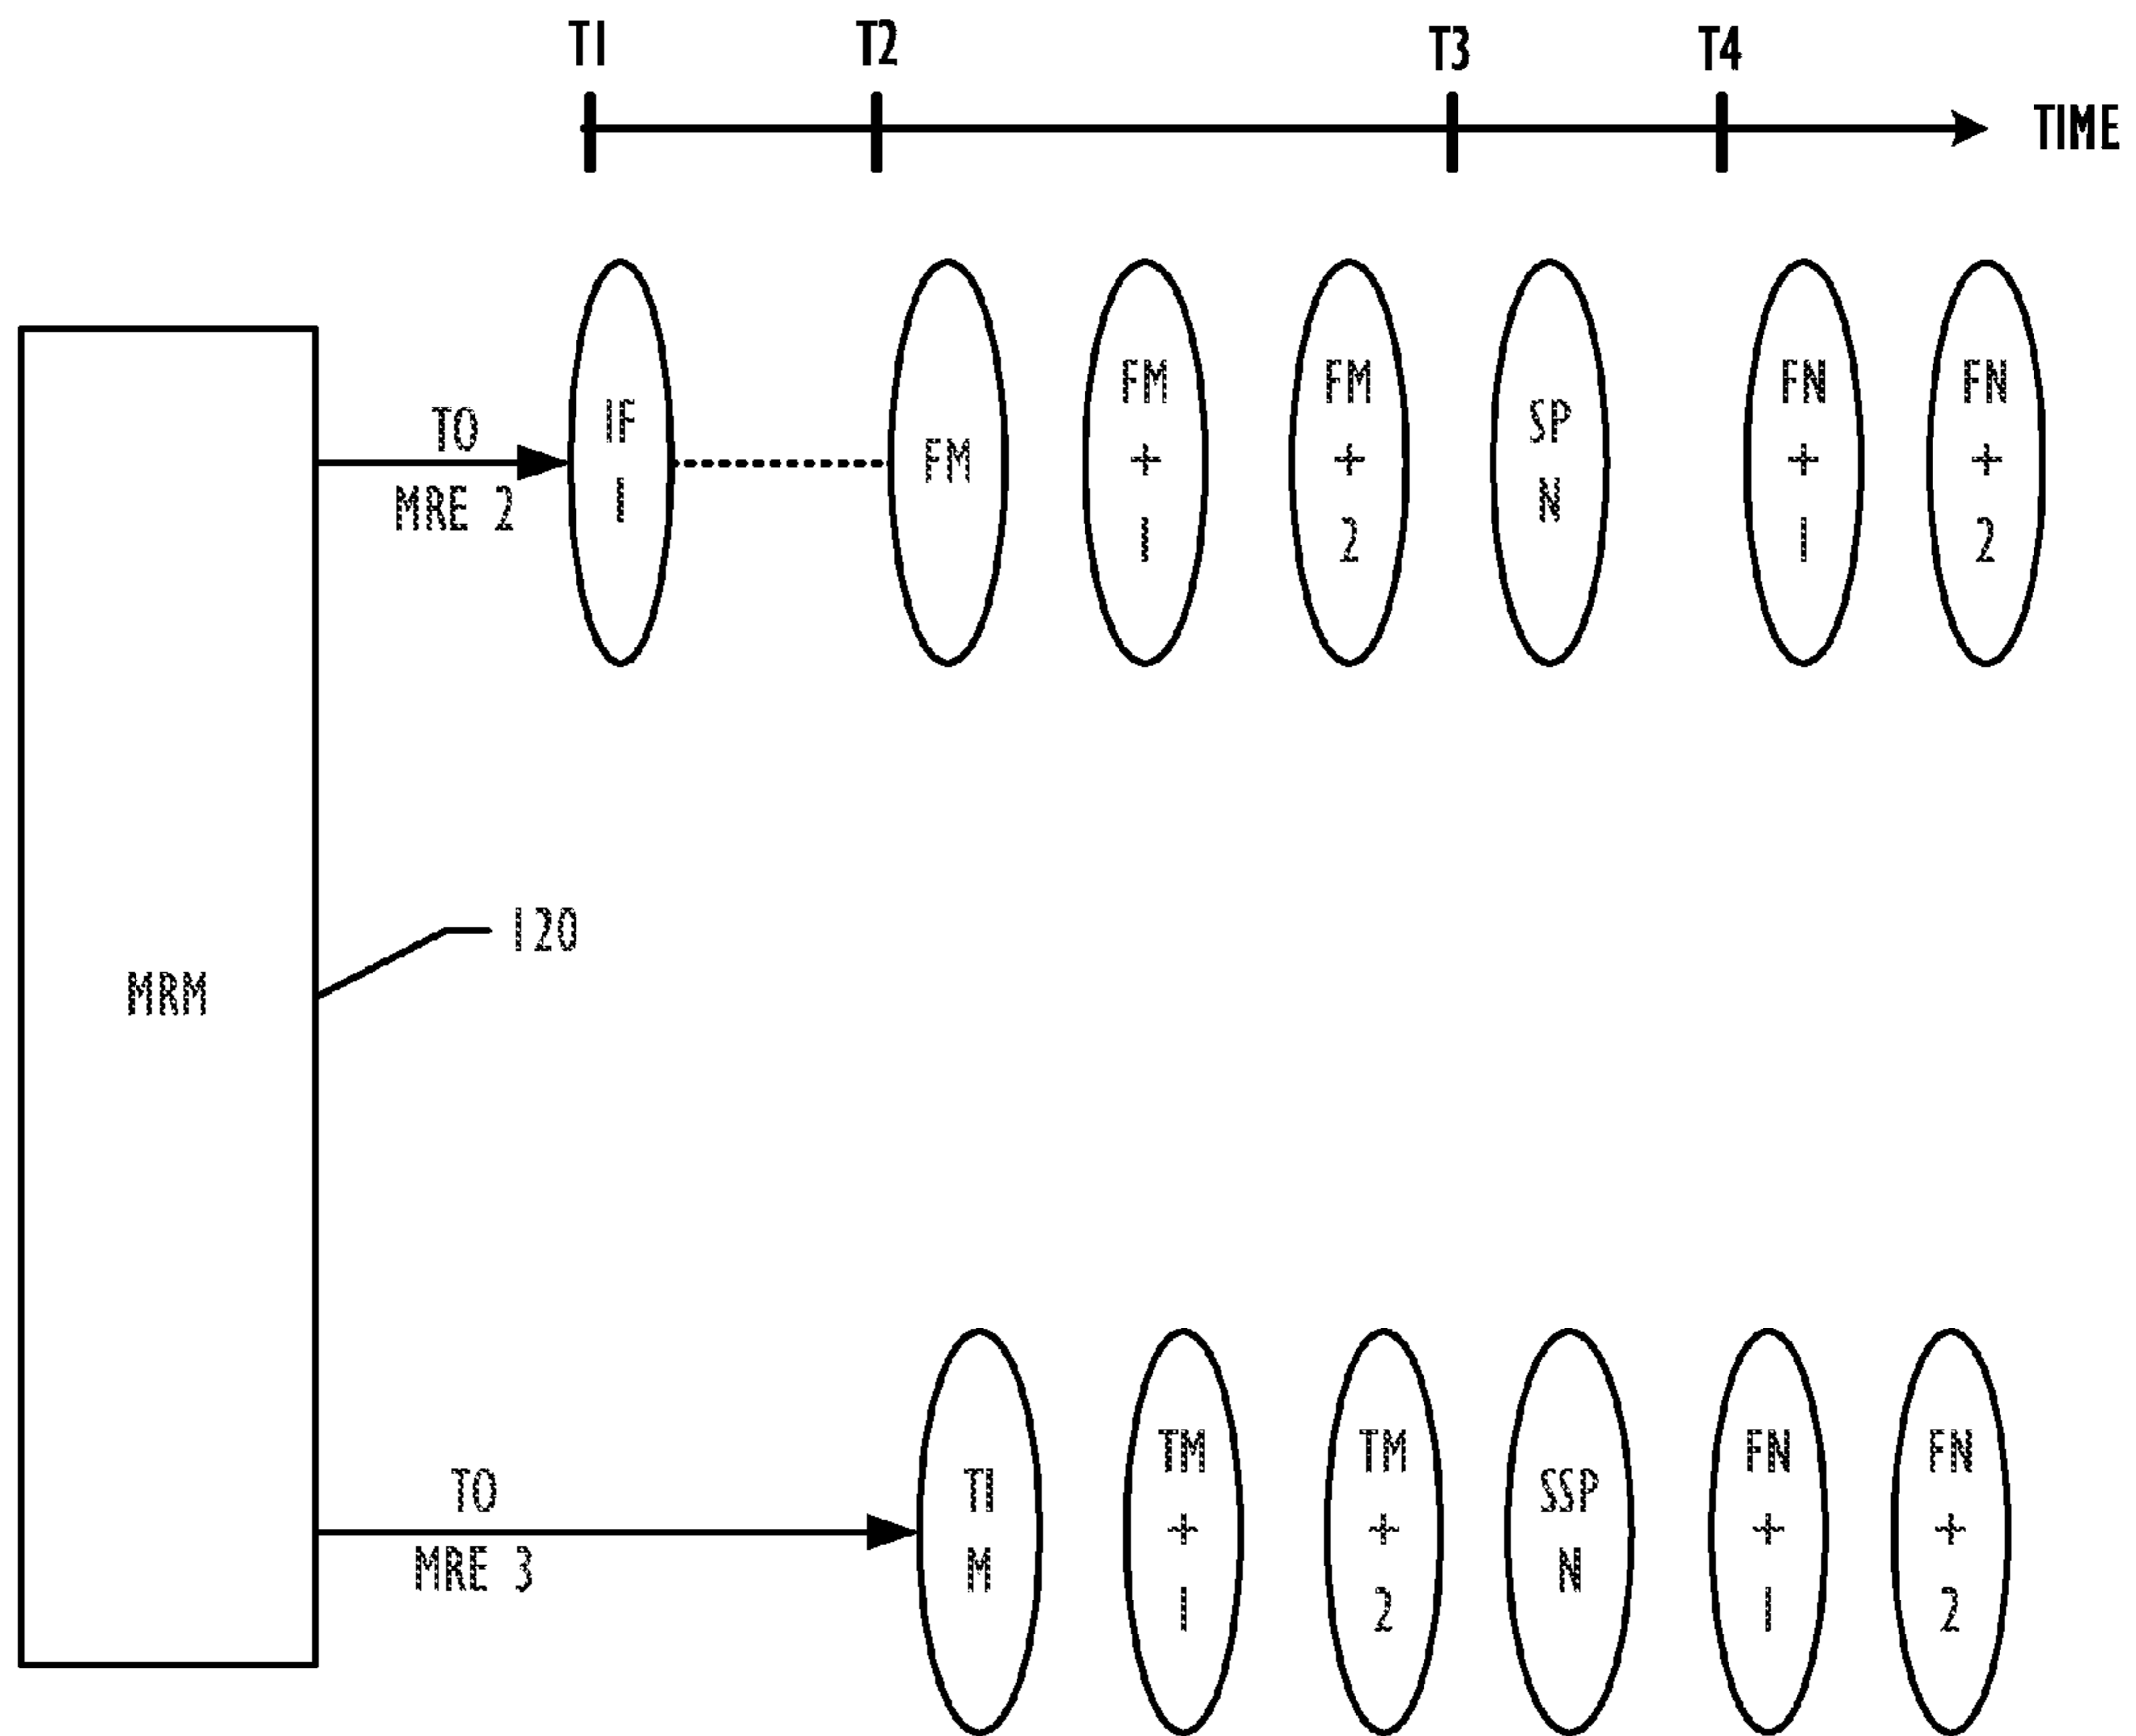 T1 T2 T3 T4
TIME
TO
MRE 2
IF
1
FM
FM
+
1
FM
+
2
SP
N
FN
+
1
FN
+
2
120
MRM
TO
MRE 3
TI
M
TM
+
1
TM
+
2
SSP
N
FN
+
1
FN
+
2